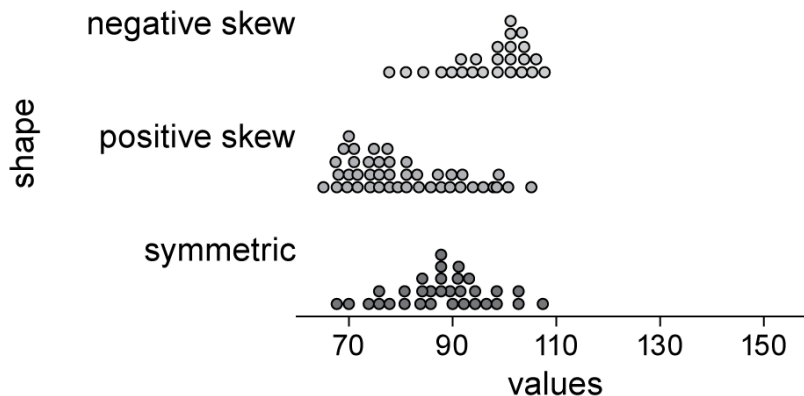 negative skew
positive skew
symmetric
shape
70 90 110 130 150
values